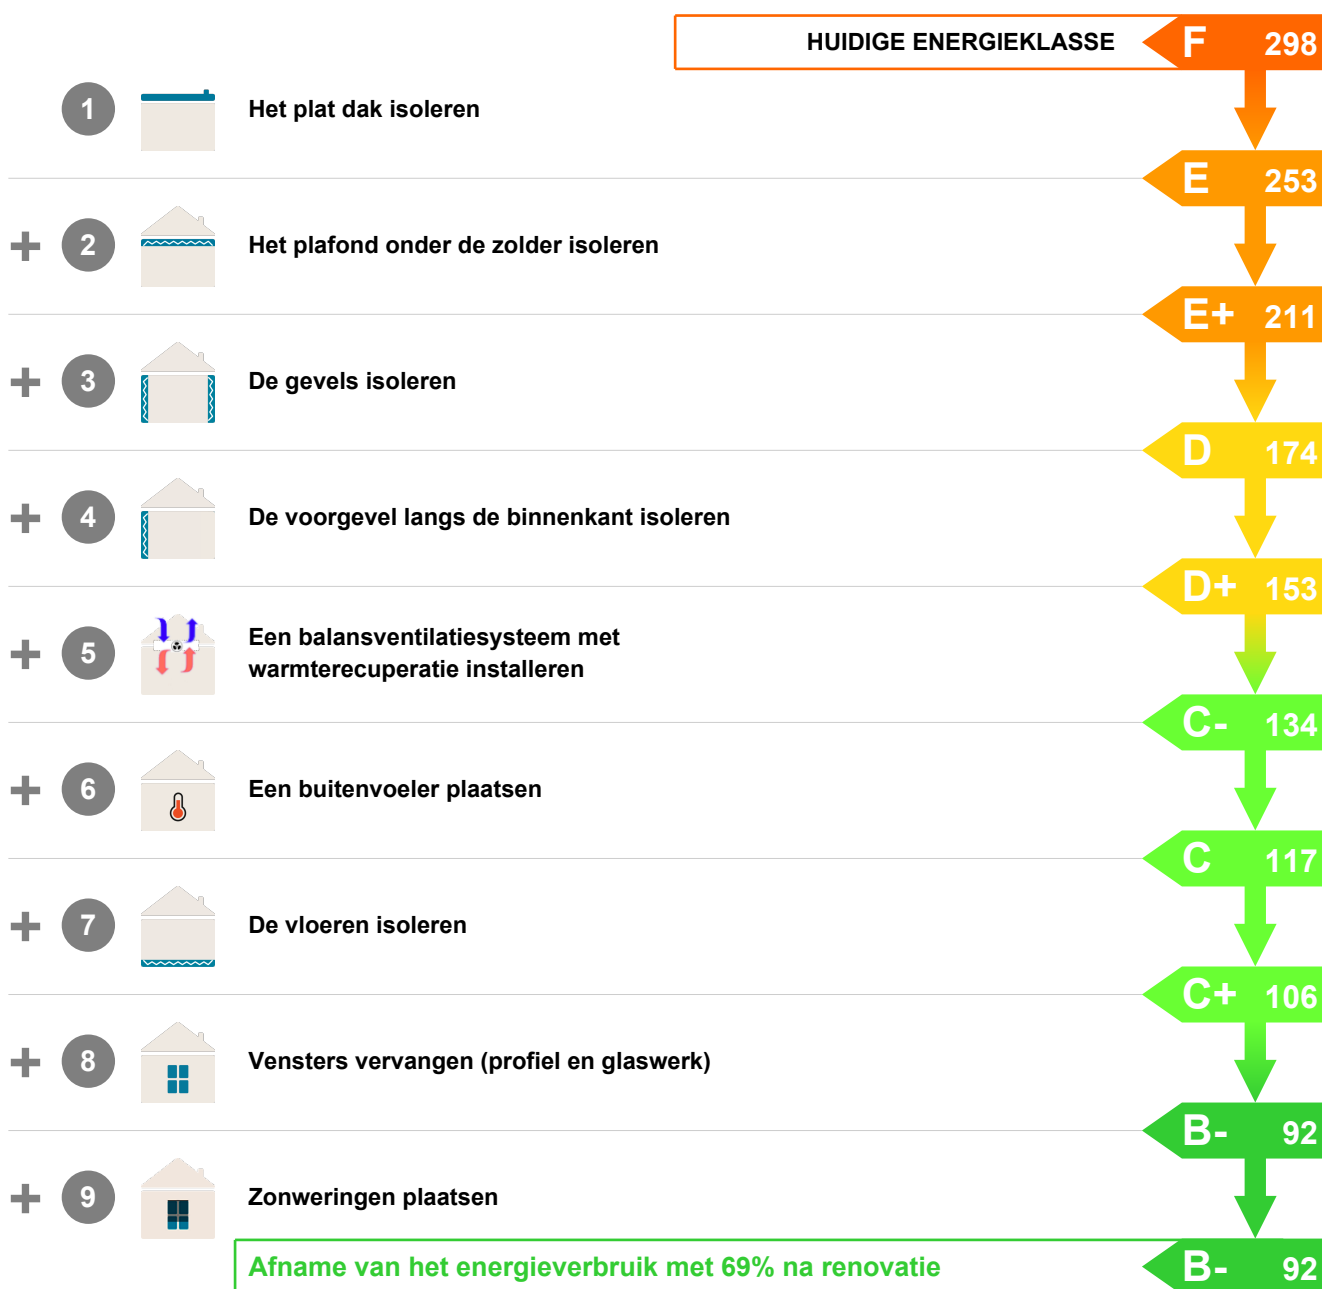 HUIDIGE ENERGIEKLASSE F 298
1 Het plat dak isoleren
E 253
+ 2 Het plafond onder de zolder isoleren
E+ 211
+ 3 De gevels isoleren
D 174
+ 4 De voorgevel langs de binnenkant isoleren
D+ 153
+ 5 Een balansventilatiesysteem met
warmterecuperatie installeren
C- 134
+ 6 Een buitenvoeler plaatsen
C 117
+ 7 De vloeren isoleren
C+ 106
+ 8 Vensters vervangen (profiel en glaswerk)
B- 92
+ 9 Zonweringen plaatsen
Afname van het energieverbruik met 69% na renovatie B- 92